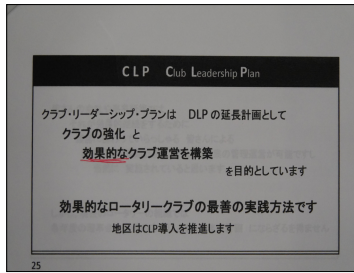 CLP Club Leadership Plan
クラブ・リーダーシップ・プランは DLPの延長計画として
クラブの強化 と
効果的なクラブ運営を構築
を目的としています
効果的なロータリークラブの最善の実践方法です
地区はCLP導入を推進します
25